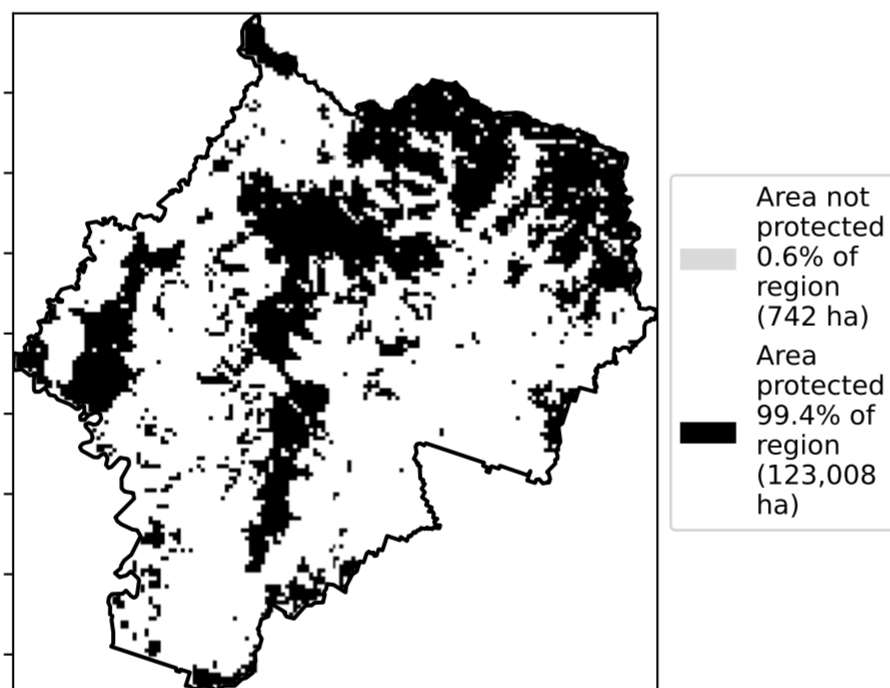 Area not
protected
0.6% of
region
(742 ha)
Area
protected
99.4% of
region
(123,008
ha)